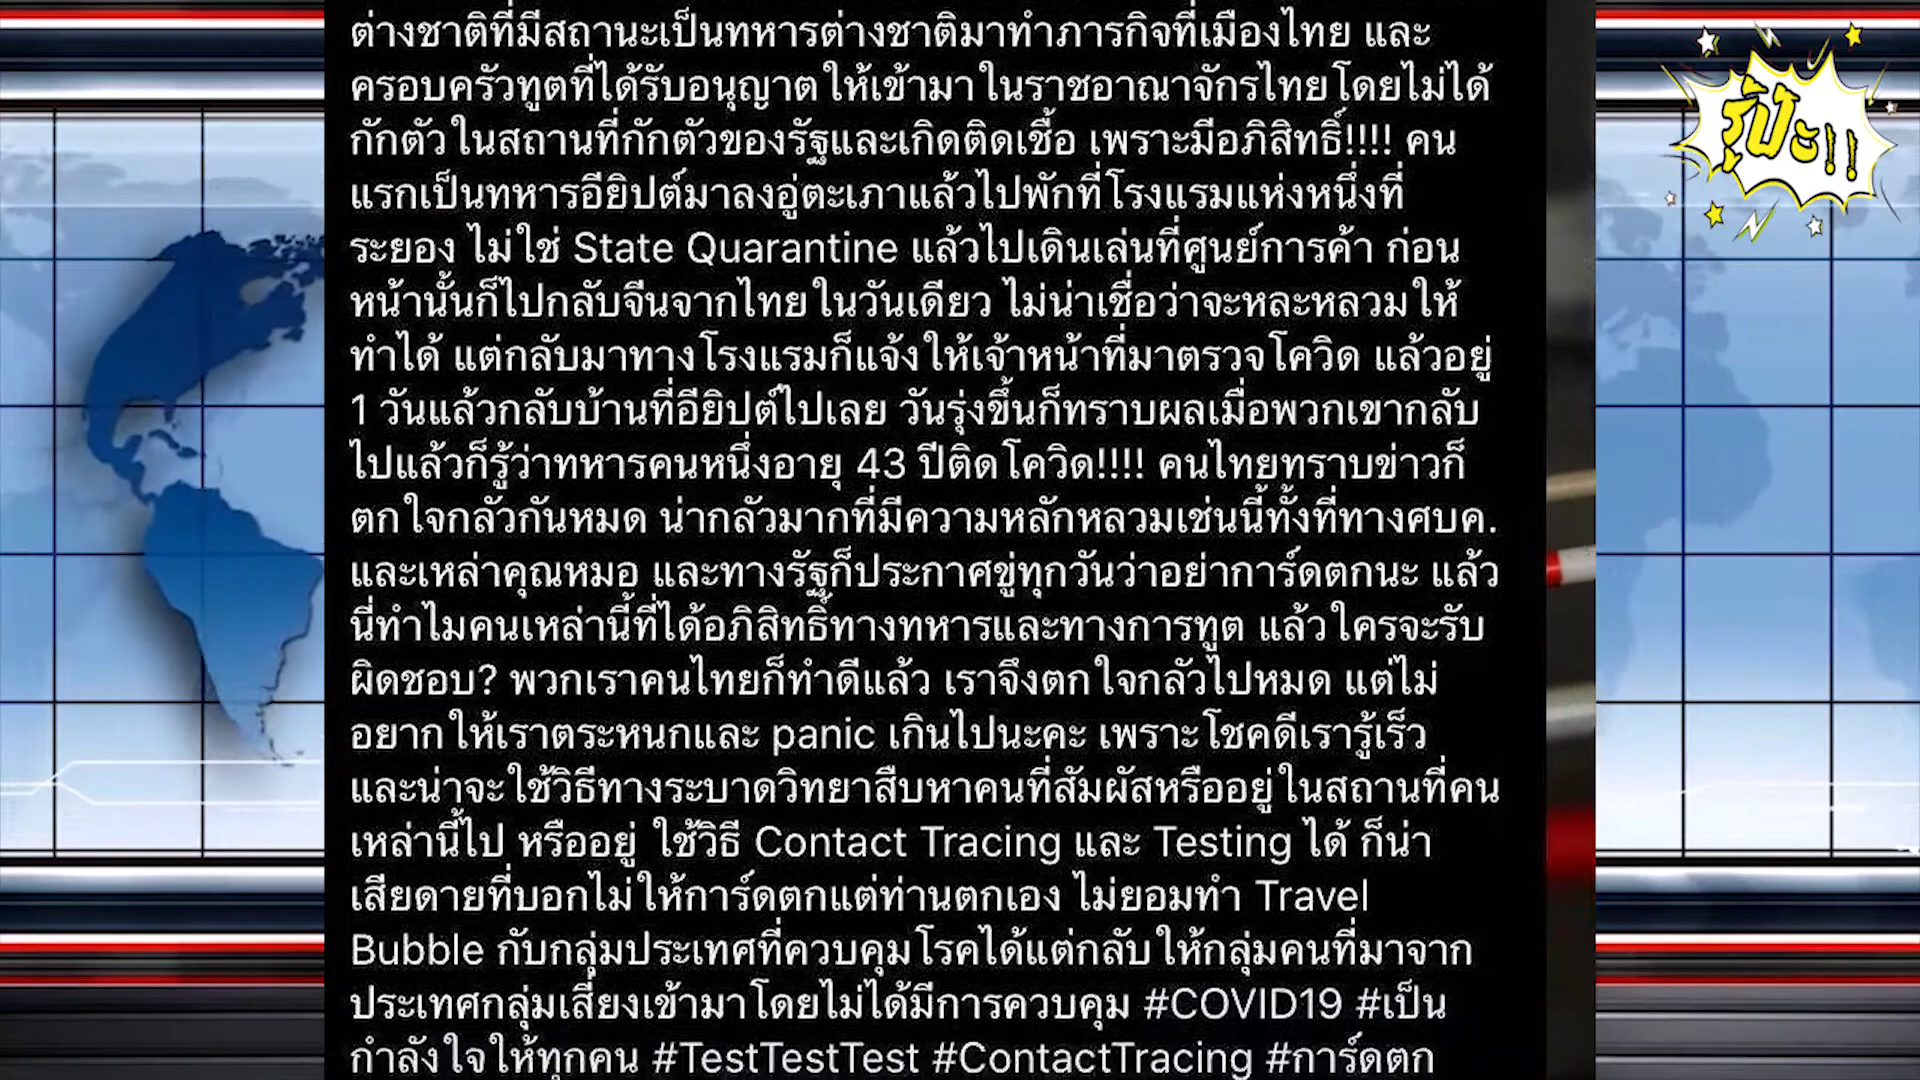 ต่างชาติที่มีสถานะเป็นทหารต่างชาติมาทำภารกิจที่เมืองไทย และ
ครอบครัวทูตที่ได้รับอนุญาตให้เข้ามาในราชอาณาจักรไทยโดยไม่ได้
กักตัวในสถานที่กักตัวของรัฐและเกิดติดเชื้อ เพราะมีอภิสิทธิ์!!!! คน
แรกเป็นทหารอียิปต์มาลงอู่ตะเภาแล้วไปพักที่โรงแรมแห่งหนึ่งที่
ระยอง ไม่ใช่ State Quarantine แล้วไปเดินเล่นที่ศูนย์การค้า ก่อน
หน้านั้นก็ไปกลับจีนจากไทยในวันเดียว ไม่น่าเชื่อว่าจะหละหลวมให้
ทำได้ แต่กลับมาทางโรงแรมก็แจ้งให้เจ้าหน้าที่มาตรวจโควิด แล้วอยู่
1 วันแล้วกลับบ้านที่อียิปต์ไปเลย วันรุ่งขึ้นก็ทราบผลเมื่อพวกเขากลับ
ไปแล้วก็รู้ว่าทหารคนหนึ่งอายุ 43 ปีติดโควิด!!!! คนไทยทราบข่าวก็
ตกใจกลัวกันหมด น่ากลัวมากที่มีความหลักหลวมเช่นนี้ทั้งที่ทางศบค.
และเหล่าคุณหมอ และทางรัฐก็ประกาศขู่ทุกวันว่าอย่าการ์ดตกนะ แล้ว
นี่ทำไมคนเหล่านี้ที่ได้อภิสิทธิ์ทางทหารและทางการทูต แล้วใครจะรับ
ผิดชอบ? พวกเราคนไทยก็ทำดีแล้ว เราจึงตกใจกลัวไปหมด แต่ไม่
อยากให้เราตระหนกและ panic เกินไปนะคะ เพราะโชคดีเรารู้เร็ว
และน่าจะใช้วิธีทางระบาดวิทยาสืบหาคนที่สัมผัสหรืออยู่ในสถานที่คน
เหล่านี้ไป หรืออยู่ ใช้วิธี Contact Tracing และ Testing ได้ ก็น่า
เสียดายที่บอกไม่ให้การ์ดตกแต่ท่านตกเอง ไม่ยอมทำ Travel
Bubble กับกลุ่มประเทศที่ควบคุมโรคได้แต่กลับให้กลุ่มคนที่มาจาก
ประเทศกลุ่มเสี่ยงเข้ามาโดยไม่ได้มีการควบคุม #COVID19 #เป็น
กำลังใจให้ทุกคน #TestTestTest #ContactTracing #การ์ดตก
รู้ปะ!!